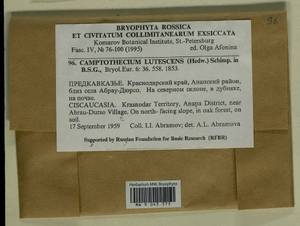 BRYOPHYTA ROSSICA
ET CIVITATUM COLLIMITANEARUM EXSICCATA
Komarov Botanical Institute, St.-Petersburg
Fasc. IV, № 76-100 (1995) ed. Olga Afonina
96. CAMPTOTHECIUM LUTESCENS (Hedw.) Schimp. in
B.S.G., Bryol.Eur. 6: 36. 558. 1853.
ПРЕДКАВКАЗЬЕ. Краснодарский край, Анапский район,
близ села Абрау-Дюрсо. На северном склоне, в дубняке,
на почве.
CISCAUCASIA. Krasnodar Territory, Anapa District, near
Abrau-Durso Village. On north- facing slope, in oak forest, on
soil.
17 September 1959 Coll. I.I. Abramov; det. A.L. Abramova
Supported by Russian Foundation for Basic Research (RFBR)
Herbarium MW, Bryophyta